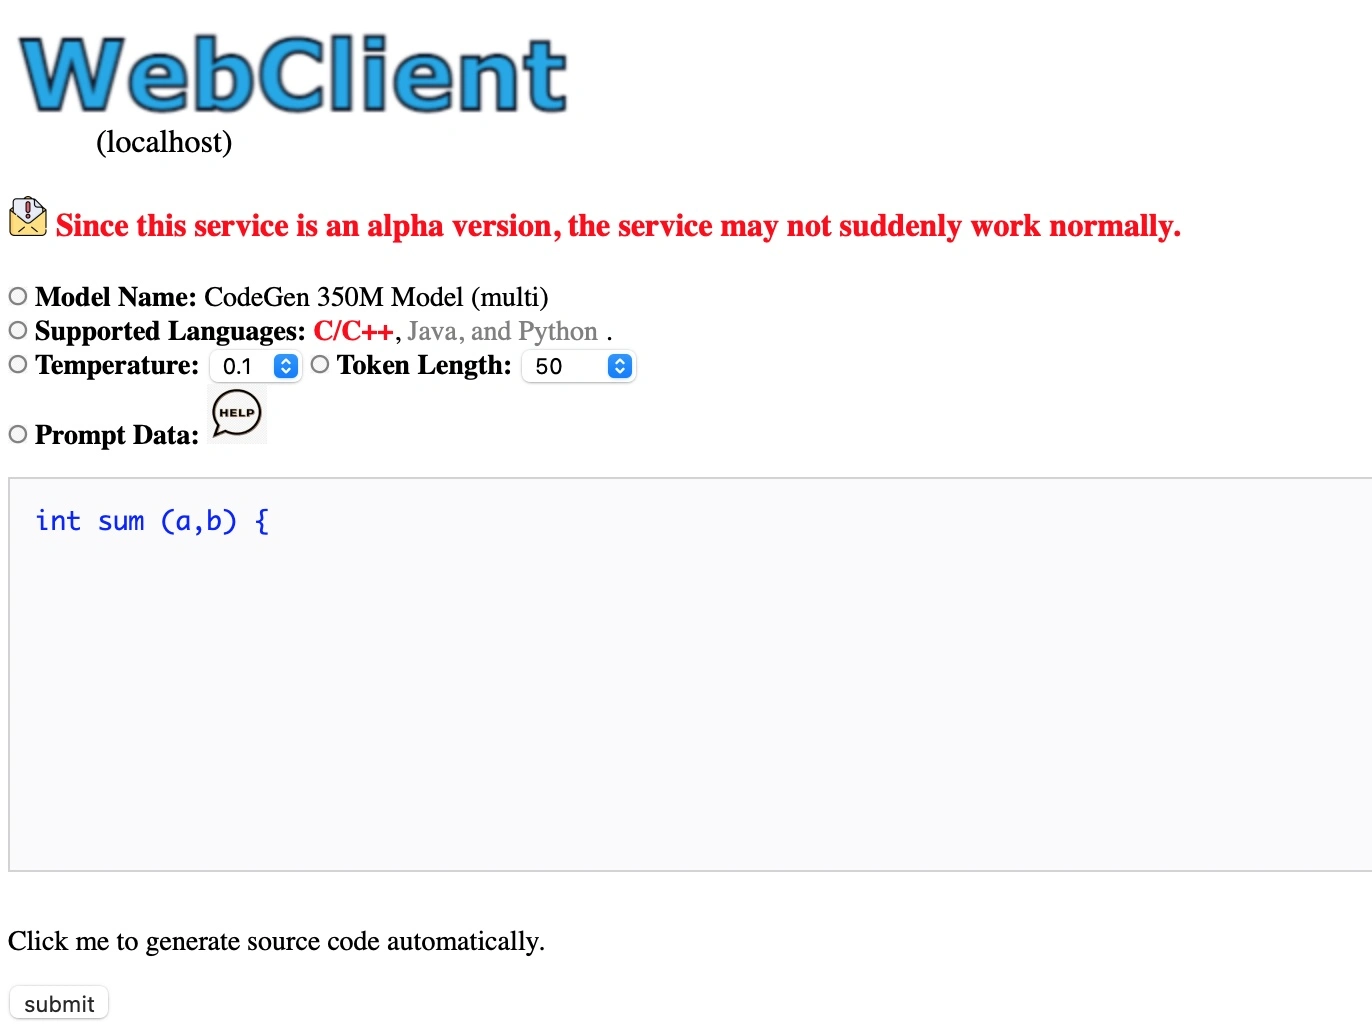 WebClient
(localhost)
Since this service is an alpha version, the service may not suddenly work normally.
Model Name: CodeGen 350M Model (multi)
Supported Languages: C/C++, Java, and Python .
Temperature: 0.1 Token Length: 50
HELP
Prompt Data:
int sum (a,b) {
Click me to generate source code automatically.
submit